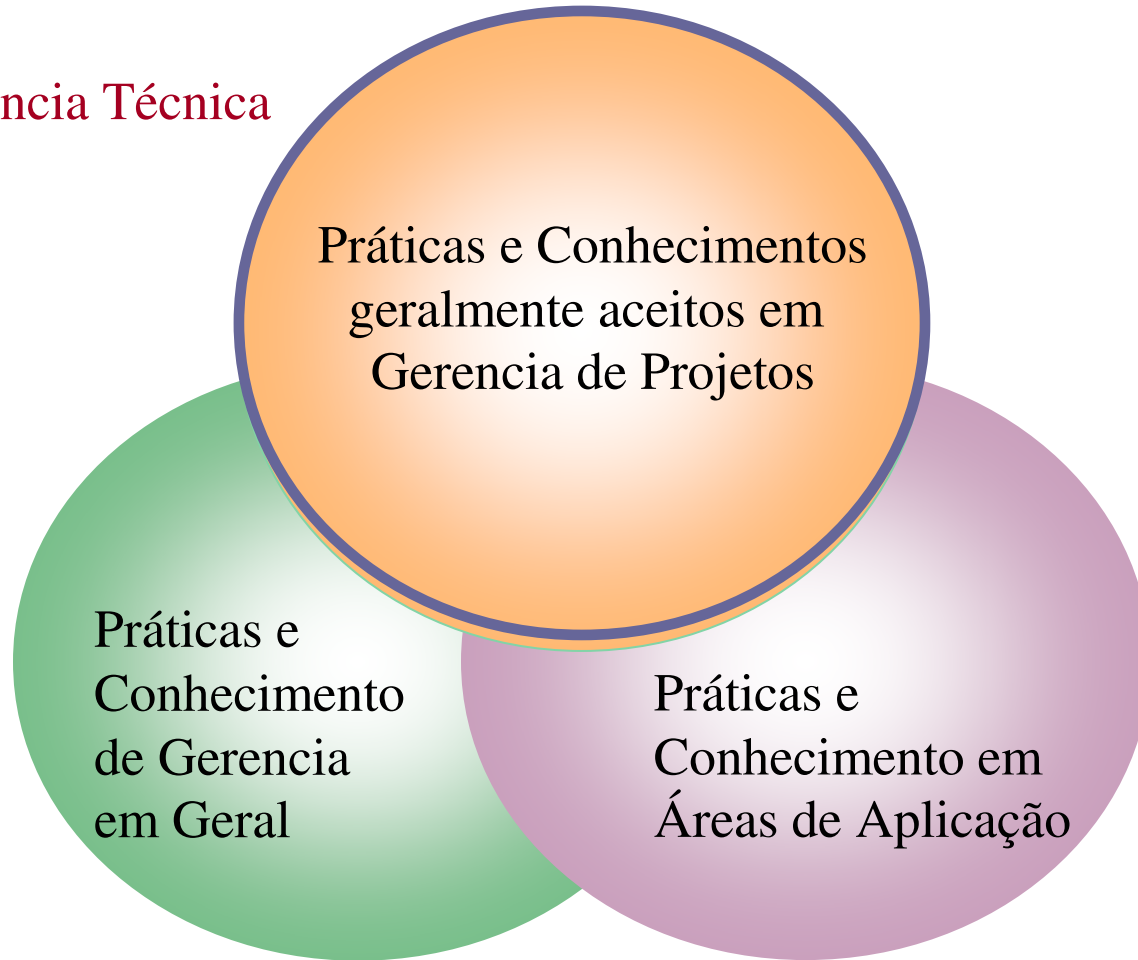 ncia Técnica
Práticas e Conhecimentos
geralmente aceitos em
Gerencia de Projetos
Práticas e
Conhecimento
de Gerencia
em Geral
Práticas e
Conhecimento em
Áreas de Aplicação